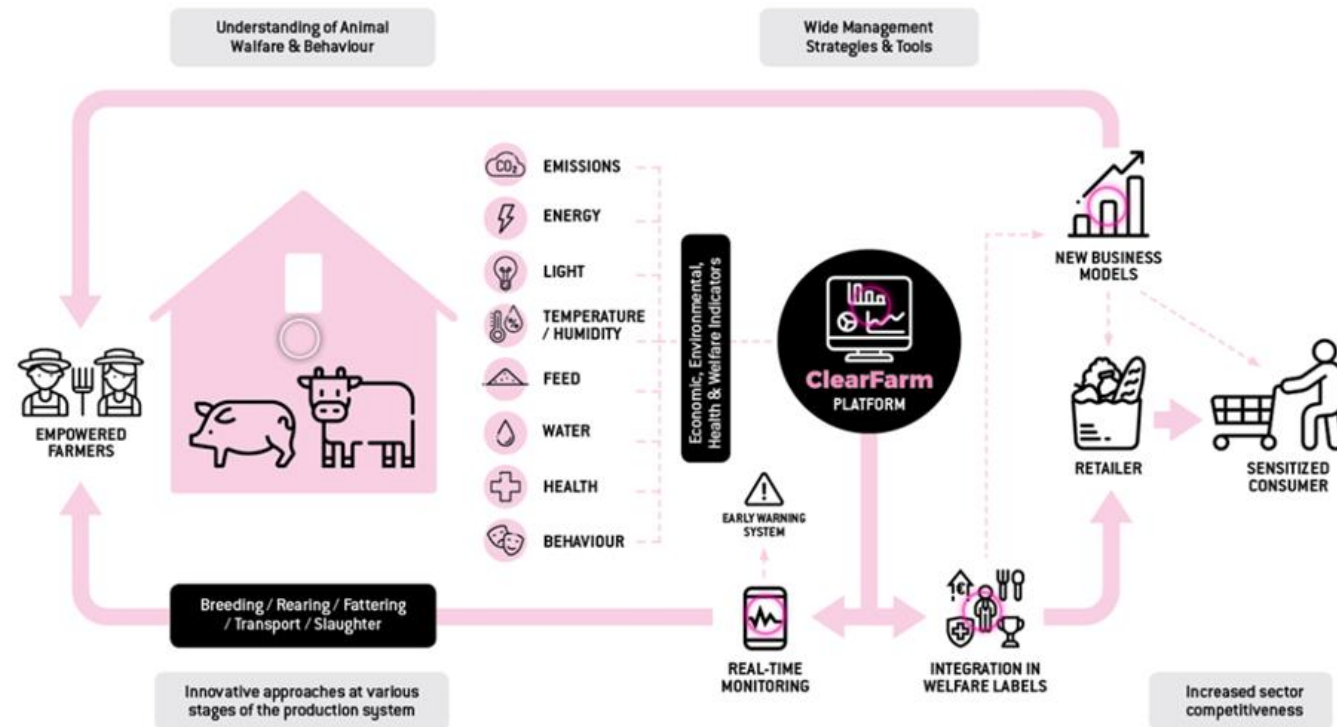 Understanding of Animal
Walfare & Behaviour
Wide Management
Strategies & Tools
CO₂
EMISSIONS
ENERGY
LIGHT
%
TEMPERATURE
/ HUMIDITY
FEED
WATER
HEALTH
BEHAVIOUR
Economic, Environmental,
Health & Welfare Indicators
ClearFarm
PLATFORM
NEW BUSINESS
MODELS
EMPOWERED
FARMERS
RETAILER
SENSITIZED
CONSUMER
EARLY WARNING
SYSTEM
Breeding / Rearing / Fattering
/ Transport / Slaughter
REAL-TIME
MONITORING
€
INTEGRATION IN
WELFARE LABELS
Innovative approaches at various
stages of the production system
Increased sector
competitiveness